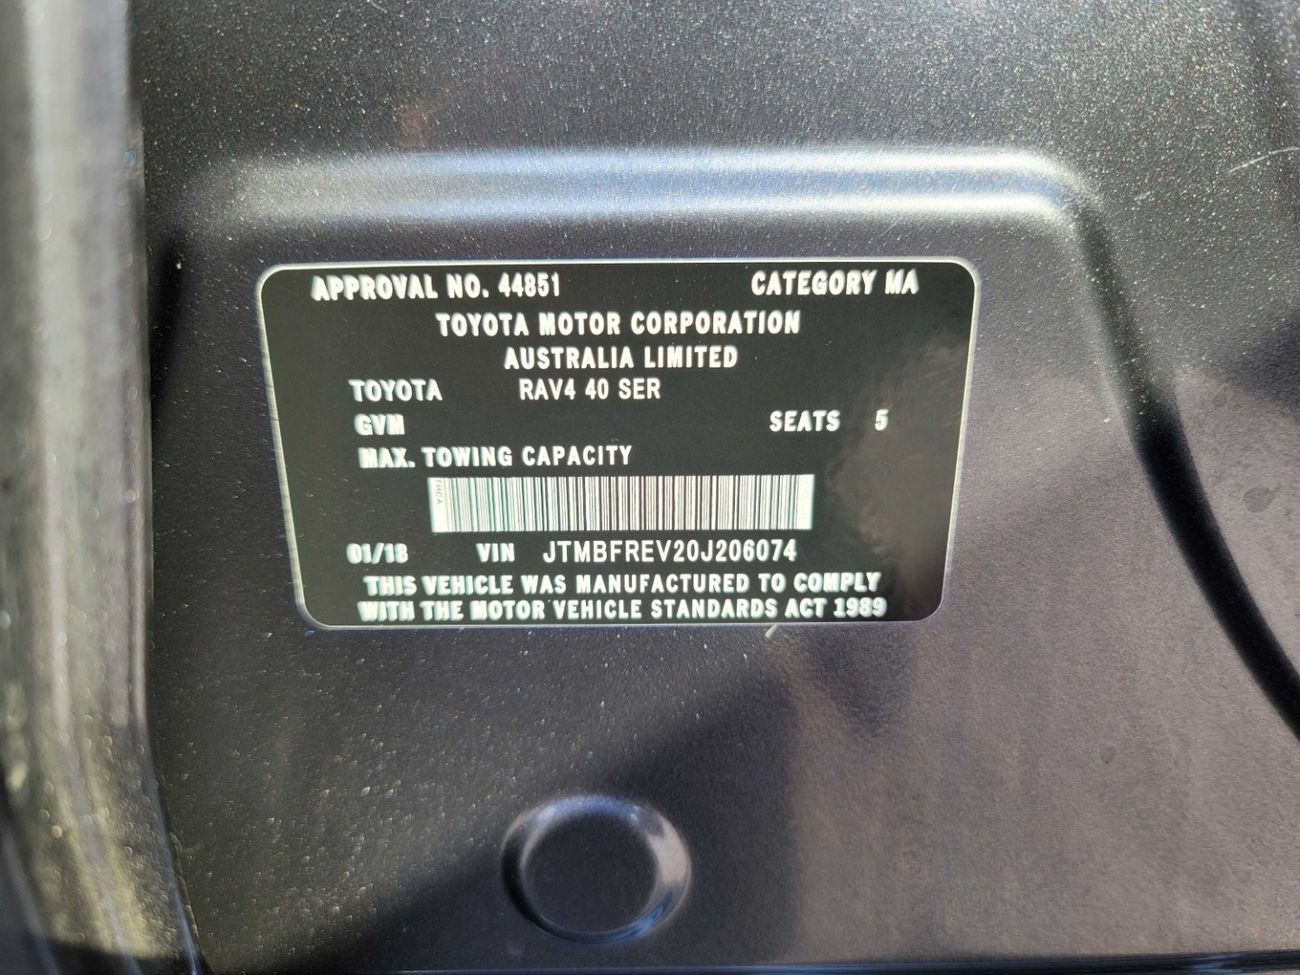 APPROVAL NO. 44851 CATEGORY MA
TOYOTA MOTOR CORPORATION
AUSTRALIA LIMITED
TOYOTA RAV4 40 SER
GVM SEATS 5
MAX. TOWING CAPACITY
01/18 VIN JTMBFREV20J206074
THIS VEHICLE WAS MANUFACTURED TO COMPLY
WITH THE MOTOR VEHICLE STANDARDS ACT 1989